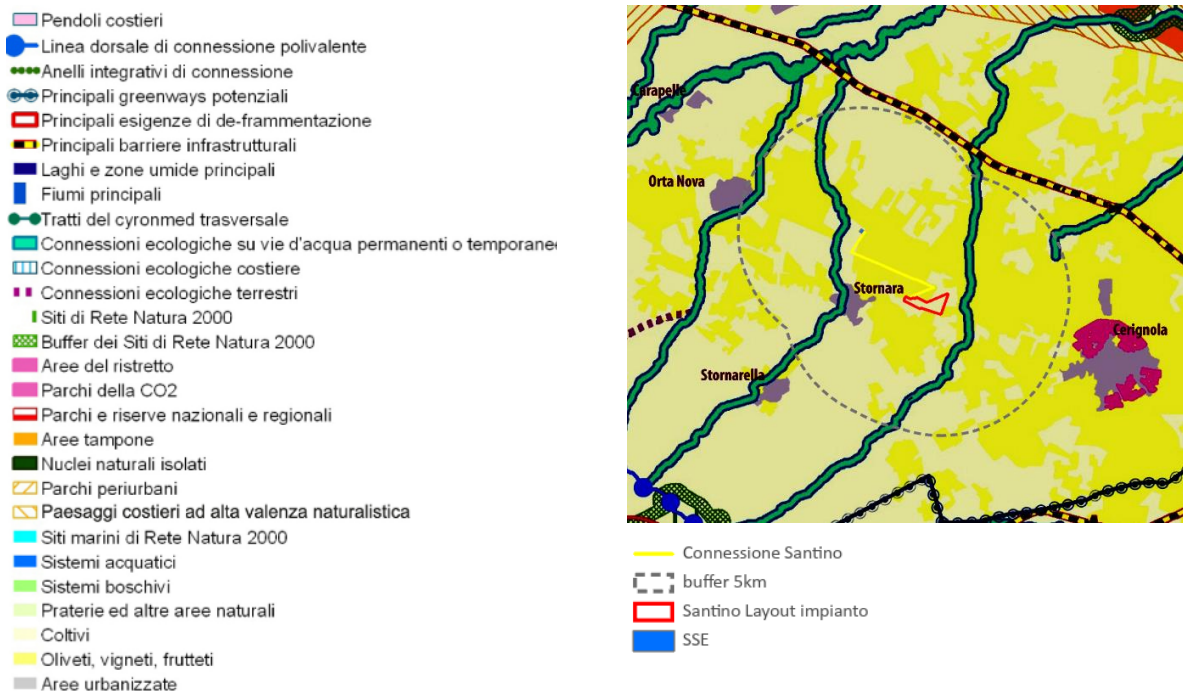 Pendoli costieri
Linea dorsale di connessione polivalente
Anelli integrativi di connessione
Principali greenways potenziali
Principali esigenze di de-frammentazione
Principali barriere infrastrutturali
Laghi e zone umide principali
Fiumi principali
Tratti del cyronmed trasversale
Connessioni ecologiche su vie d'acqua permanenti o temporanee
Connessioni ecologiche costiere
Connessioni ecologiche terrestri
Siti di Rete Natura 2000
Buffer dei Siti di Rete Natura 2000
Aree del ristretto
Parchi della CO2
Parchi e riserve nazionali e regionali
Aree tampone
Nuclei naturali isolati
Parchi periurbani
Paesaggi costieri ad alta valenza naturalistica
Siti marini di Rete Natura 2000
Sistemi acquatici
Sistemi boschivi
Praterie ed altre aree naturali
Coltivi
Oliveti, vigneti, frutteti
Aree urbanizzate
Carapelle
Orta Nova
Stornara
Cerignola
Stornarella
Connessione Santino
buffer 5km
Santino Layout impianto
SSE